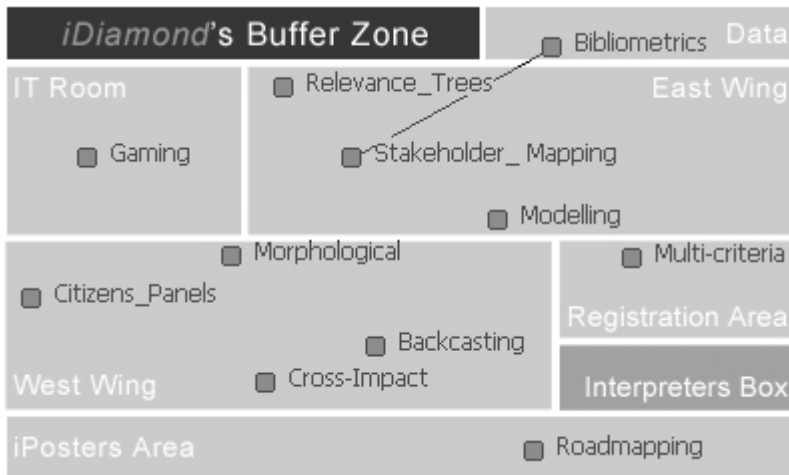 iDiamond's Buffer Zone
Bibliometrics
Data
IT Room
Relevance_Trees
East Wing
Gaming
Stakeholder_ Mapping
Modelling
Morphological
Multi-criteria
Citizens_Panels
Registration Area
Backcasting
West Wing
Cross-Impact
Interpreters Box
iPosters Area
Roadmapping